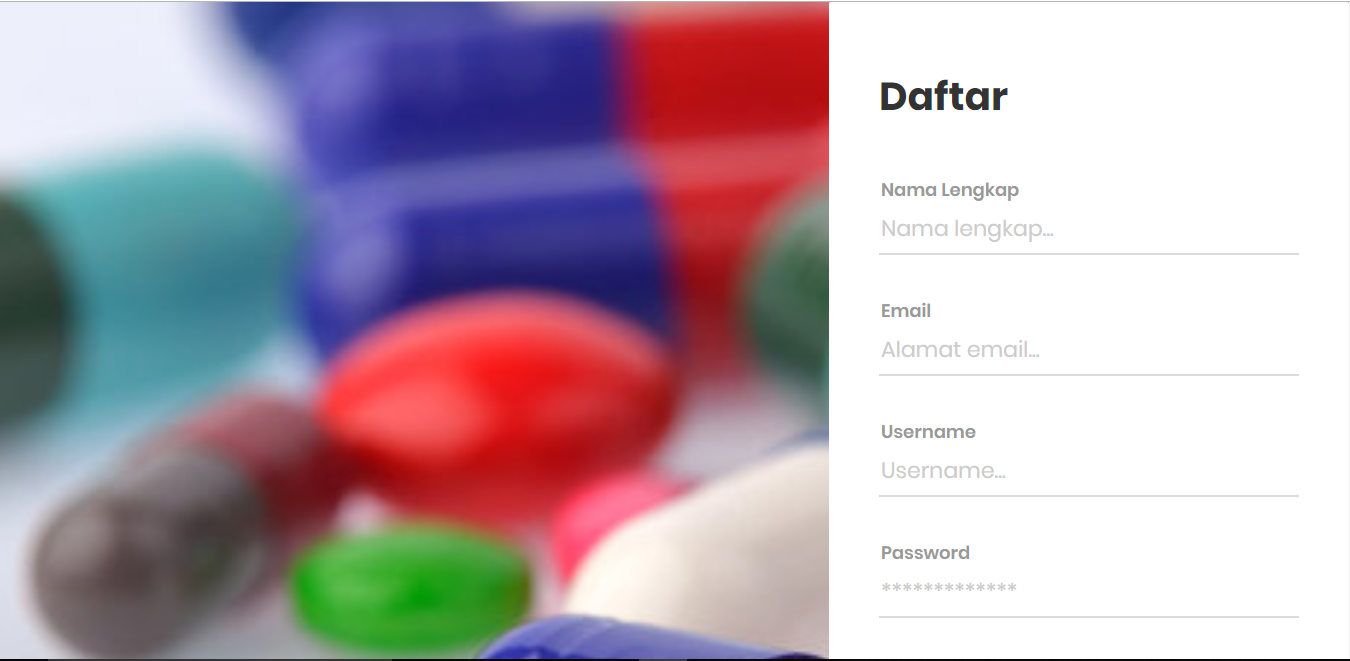 Daftar
Nama Lengkap
Nama lengkap...
Email
Alamat email...
Username
Username...
Password
*************